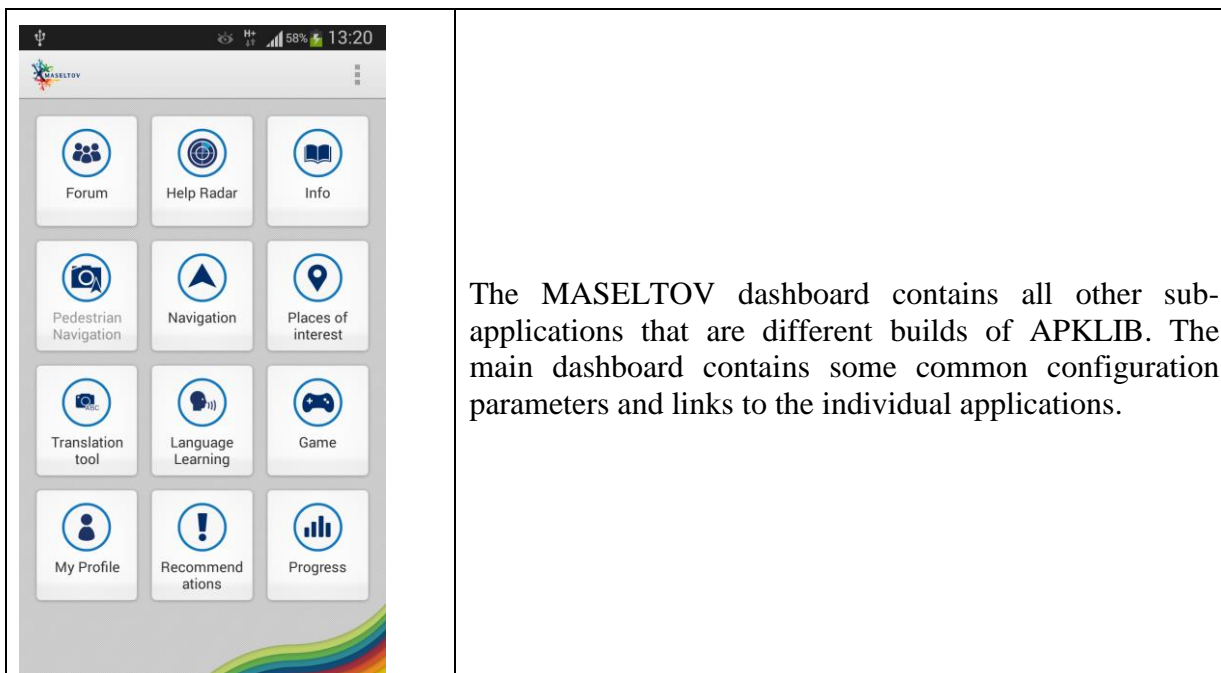 H+
58%
13:20
MASELTOV
Forum
Help Radar
Info
Pedestrian
Navigation
Navigation
Places of
interest
ABC
Translation
tool
Language
Learning
Game
My Profile
Recommend
ations
Progress
The MASELTOV dashboard contains all other sub-
applications that are different builds of APKLIB. The
main dashboard contains some common configuration
parameters and links to the individual applications.